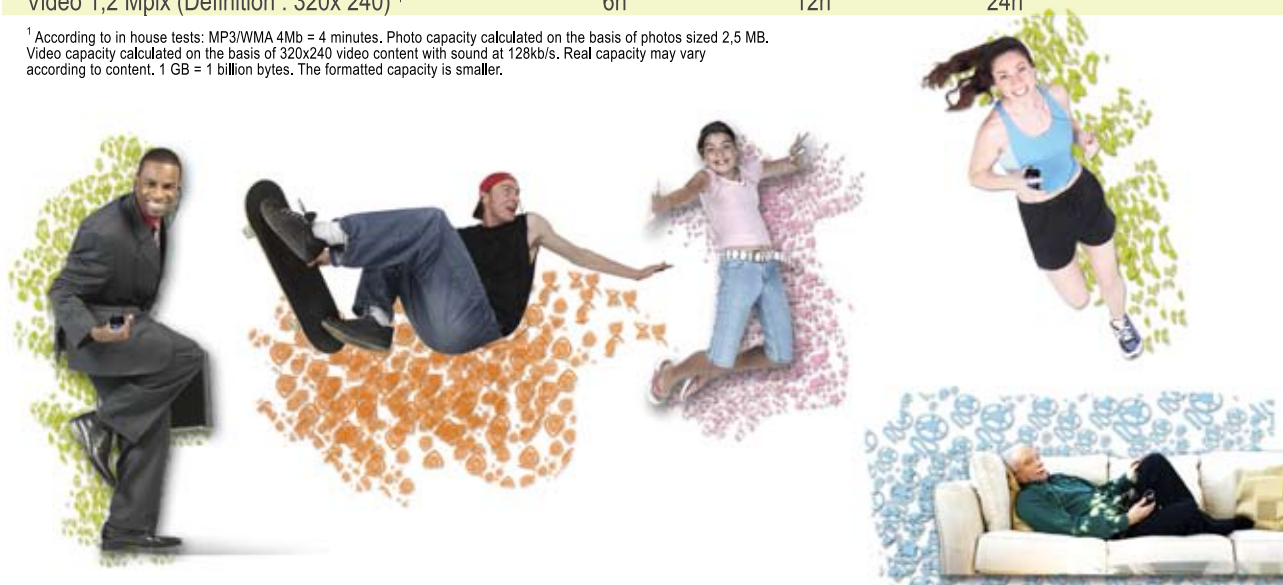 Video 1,2 Mpix (Definition : 320x 240) ¹ 6h 12h 24h
¹ According to in house tests: MP3/WMA 4Mb = 4 minutes. Photo capacity calculated on the basis of photos sized 2,5 MB.
Video capacity calculated on the basis of 320x240 video content with sound at 128kb/s. Real capacity may vary
according to content. 1 GB = 1 billion bytes. The formatted capacity is smaller.